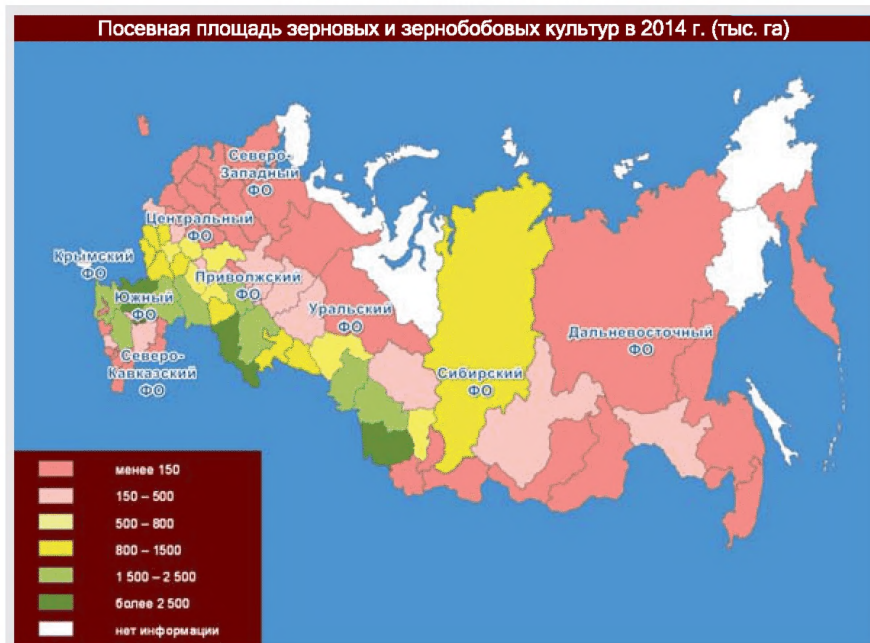 Посевная площадь зерновых и зернобобовых культур в 2014 г. (тыс. га)
Северо-
Западный
ФО
Центральный
ФО
Крымский
ФО
Приволжский
ФО
Южный
ФО
Уральский
ФО
Дальневосточный
ФО
Северо-
Кавказский
ФО
Сибирский
ФО
менее 150
150 – 500
500 – 800
800 – 1500
1 500 – 2 500
более 2 500
нет информации